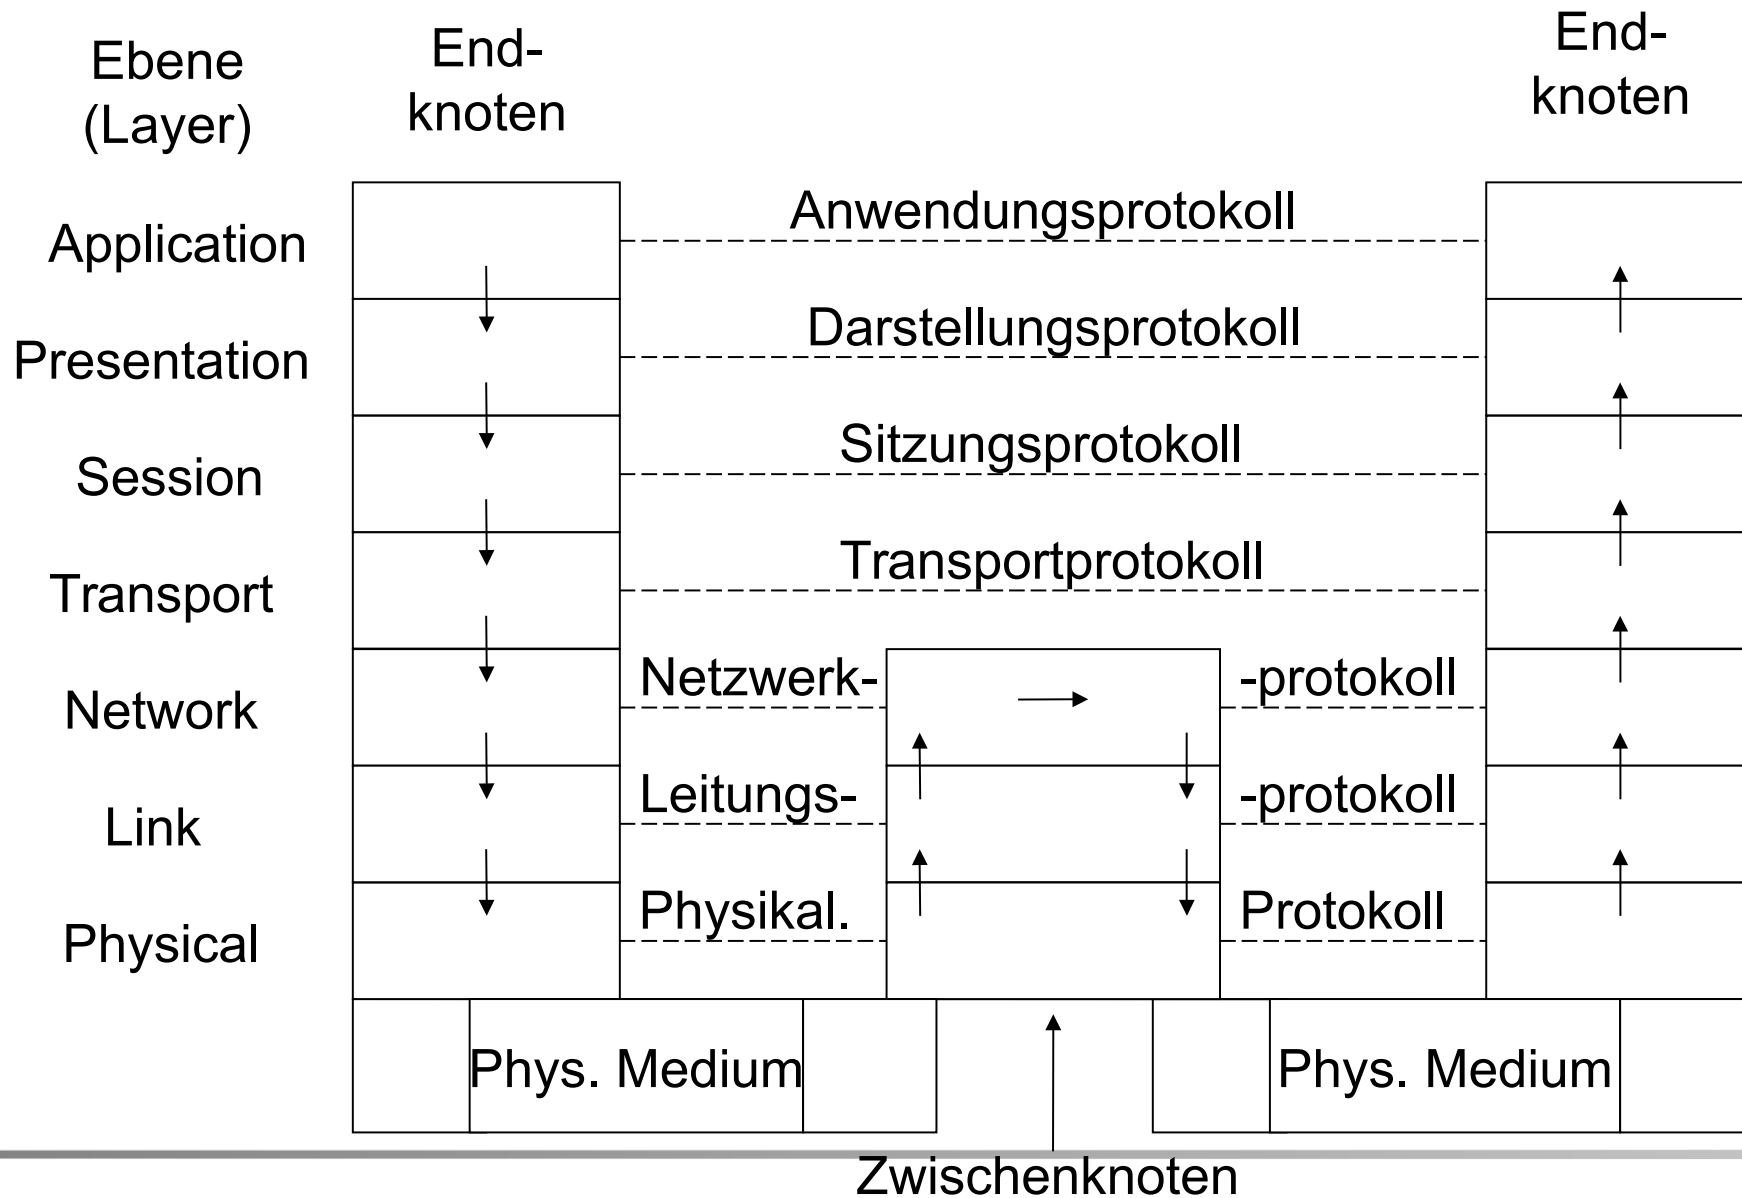 Ebene
(Layer)
End-
knoten
End-
knoten
Application
Anwendungsprotokoll
Presentation
Darstellungsprotokoll
Session
Sitzungsprotokoll
Transport
Transportprotokoll
Network
Netzwerk-
-protokoll
Link
Leitungs-
-protokoll
Physical
Physikal.
Protokoll
Phys. Medium
Phys. Medium
Zwischenknoten